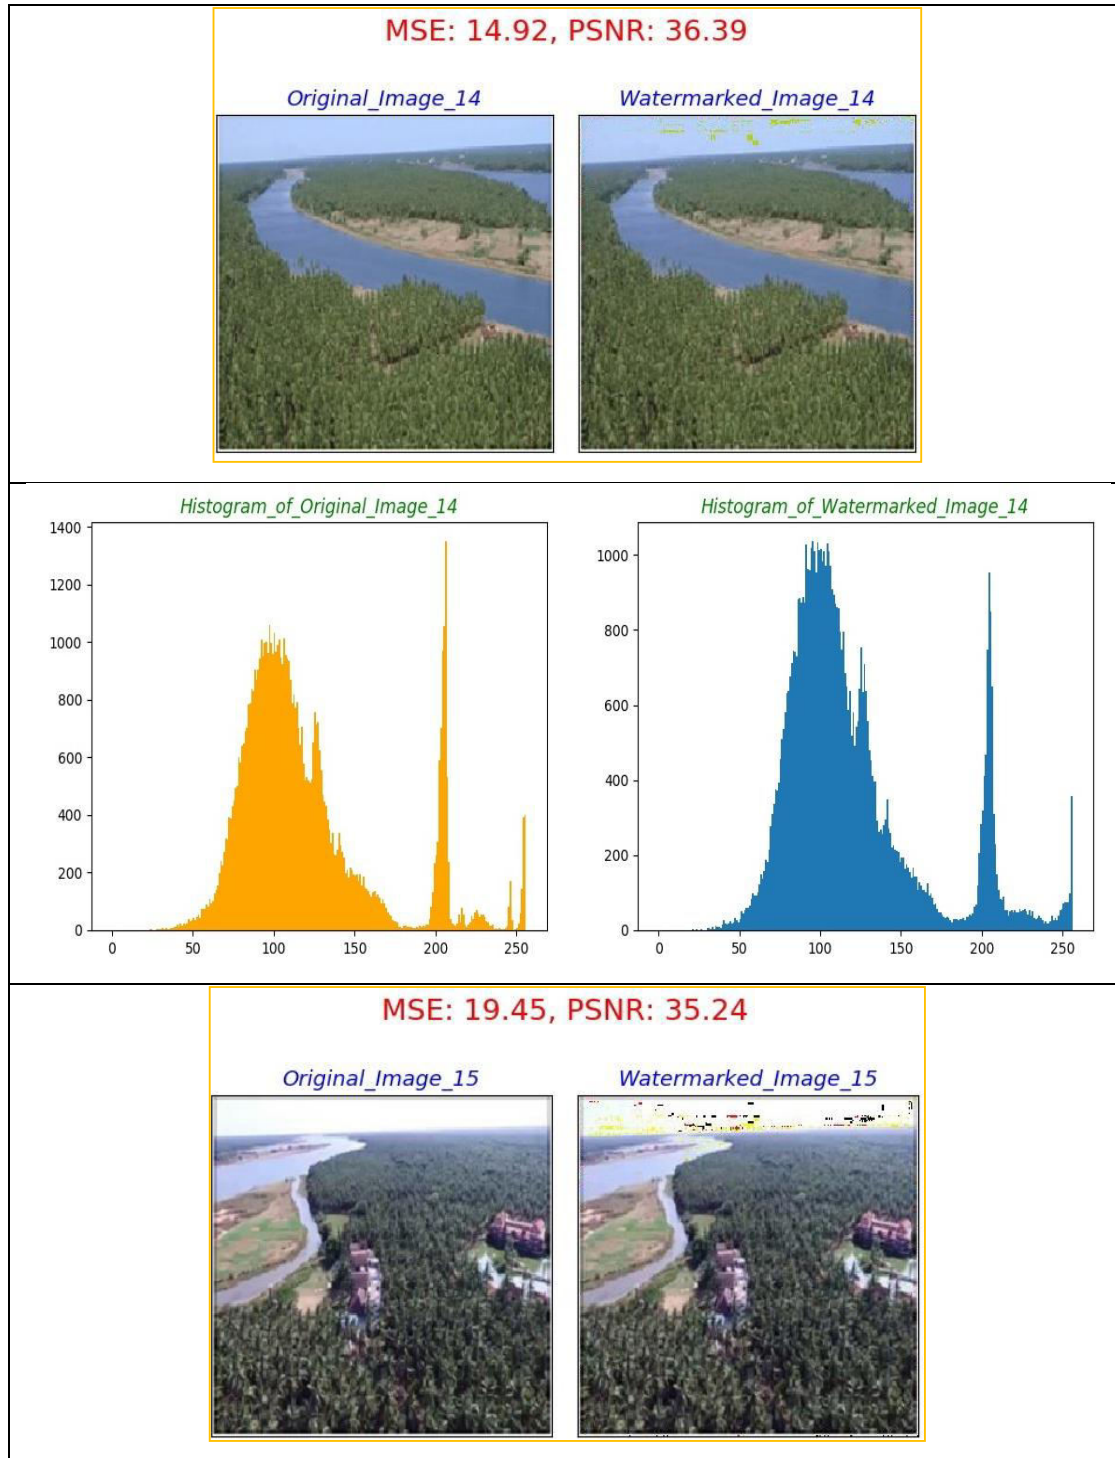 MSE: 14.92, PSNR: 36.39
Original_Image_14
Watermarked_Image_14
Histogram_of_Original_Image_14
1400
1200
1000
800
600
400
200
0
0 50 100 150 200 250
Histogram_of_Watermarked_Image_14
1000
800
600
400
200
0
0 50 100 150 200 250
MSE: 19.45, PSNR: 35.24
Original_Image_15
Watermarked_Image_15